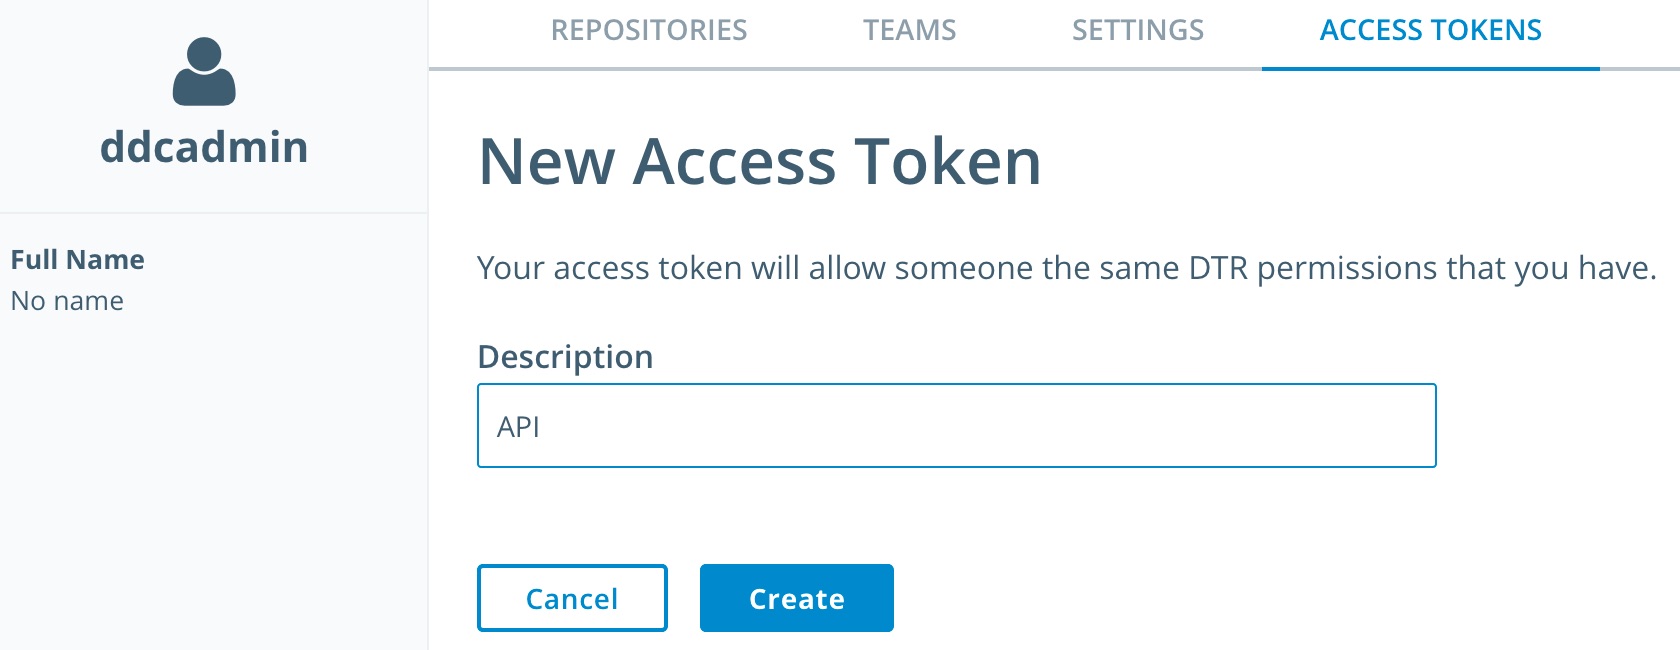 REPOSITORIES TEAMS SETTINGS ACCESS TOKENS
ddcadmin
Full Name
No name
New Access Token
Your access token will allow someone the same DTR permissions that you have.
Description
API
Cancel Create